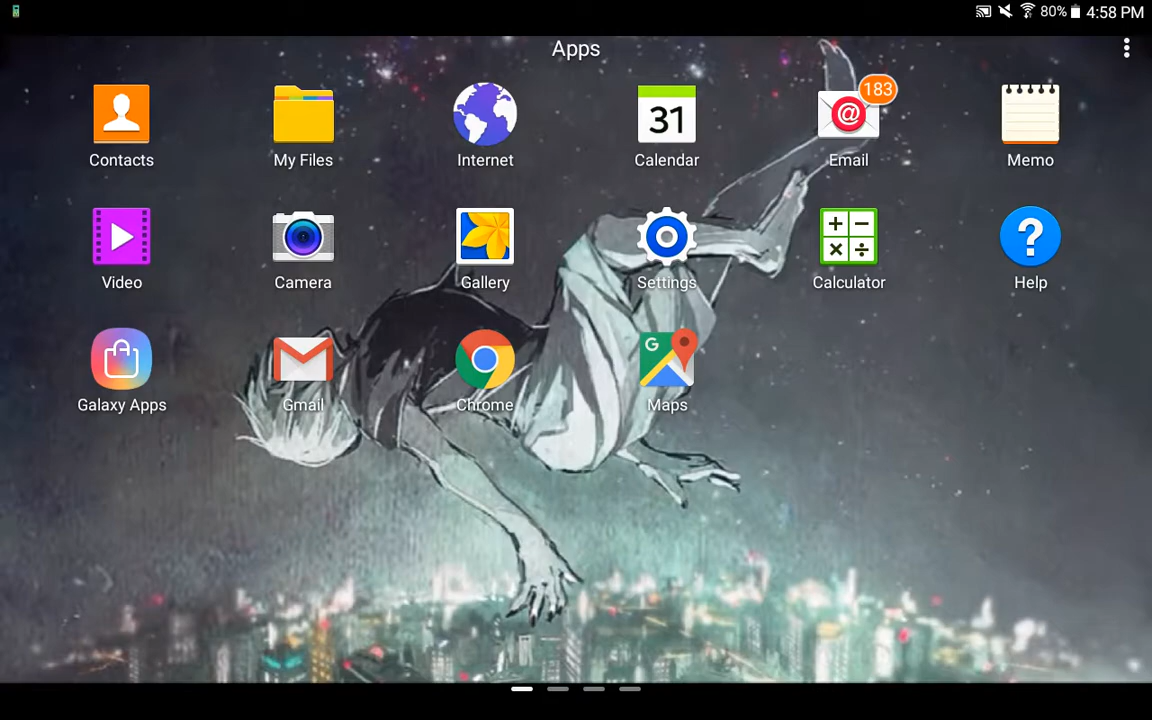 80% 4:58 PM
Apps
31
@
183
Contacts
My Files
Internet
Calendar
Email
Memo
?
Video
Camera
Gallery
Settings
Calculator
Help
G
Galaxy Apps
Gmail
Chrome
Maps